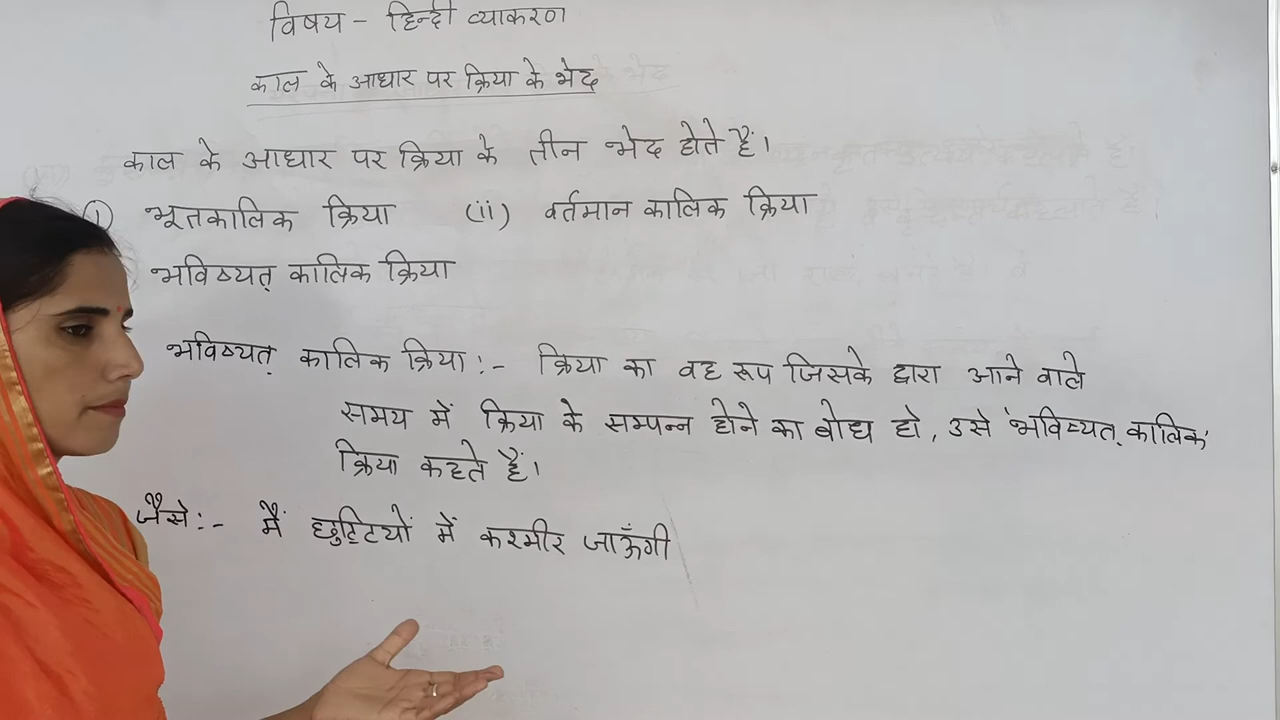 विषय - हिन्दी व्याकरण
काल के आधार पर क्रिया के भेद
काल के आधार पर क्रिया के तीन भेद होते हैं।
(i) भूतकालिक क्रिया (ii) वर्तमान कालिक क्रिया
भविष्यत् कालिक क्रिया
भविष्यत् कालिक क्रिया :- क्रिया का वह रूप जिसके द्वारा आने वाले
समय में क्रिया के सम्पन्न होने का बोध हो, उसे 'भविष्यत् कालिक'
क्रिया कहते हैं।
जैसे :- मैं छुट्टियों में कश्मीर जाऊँगी